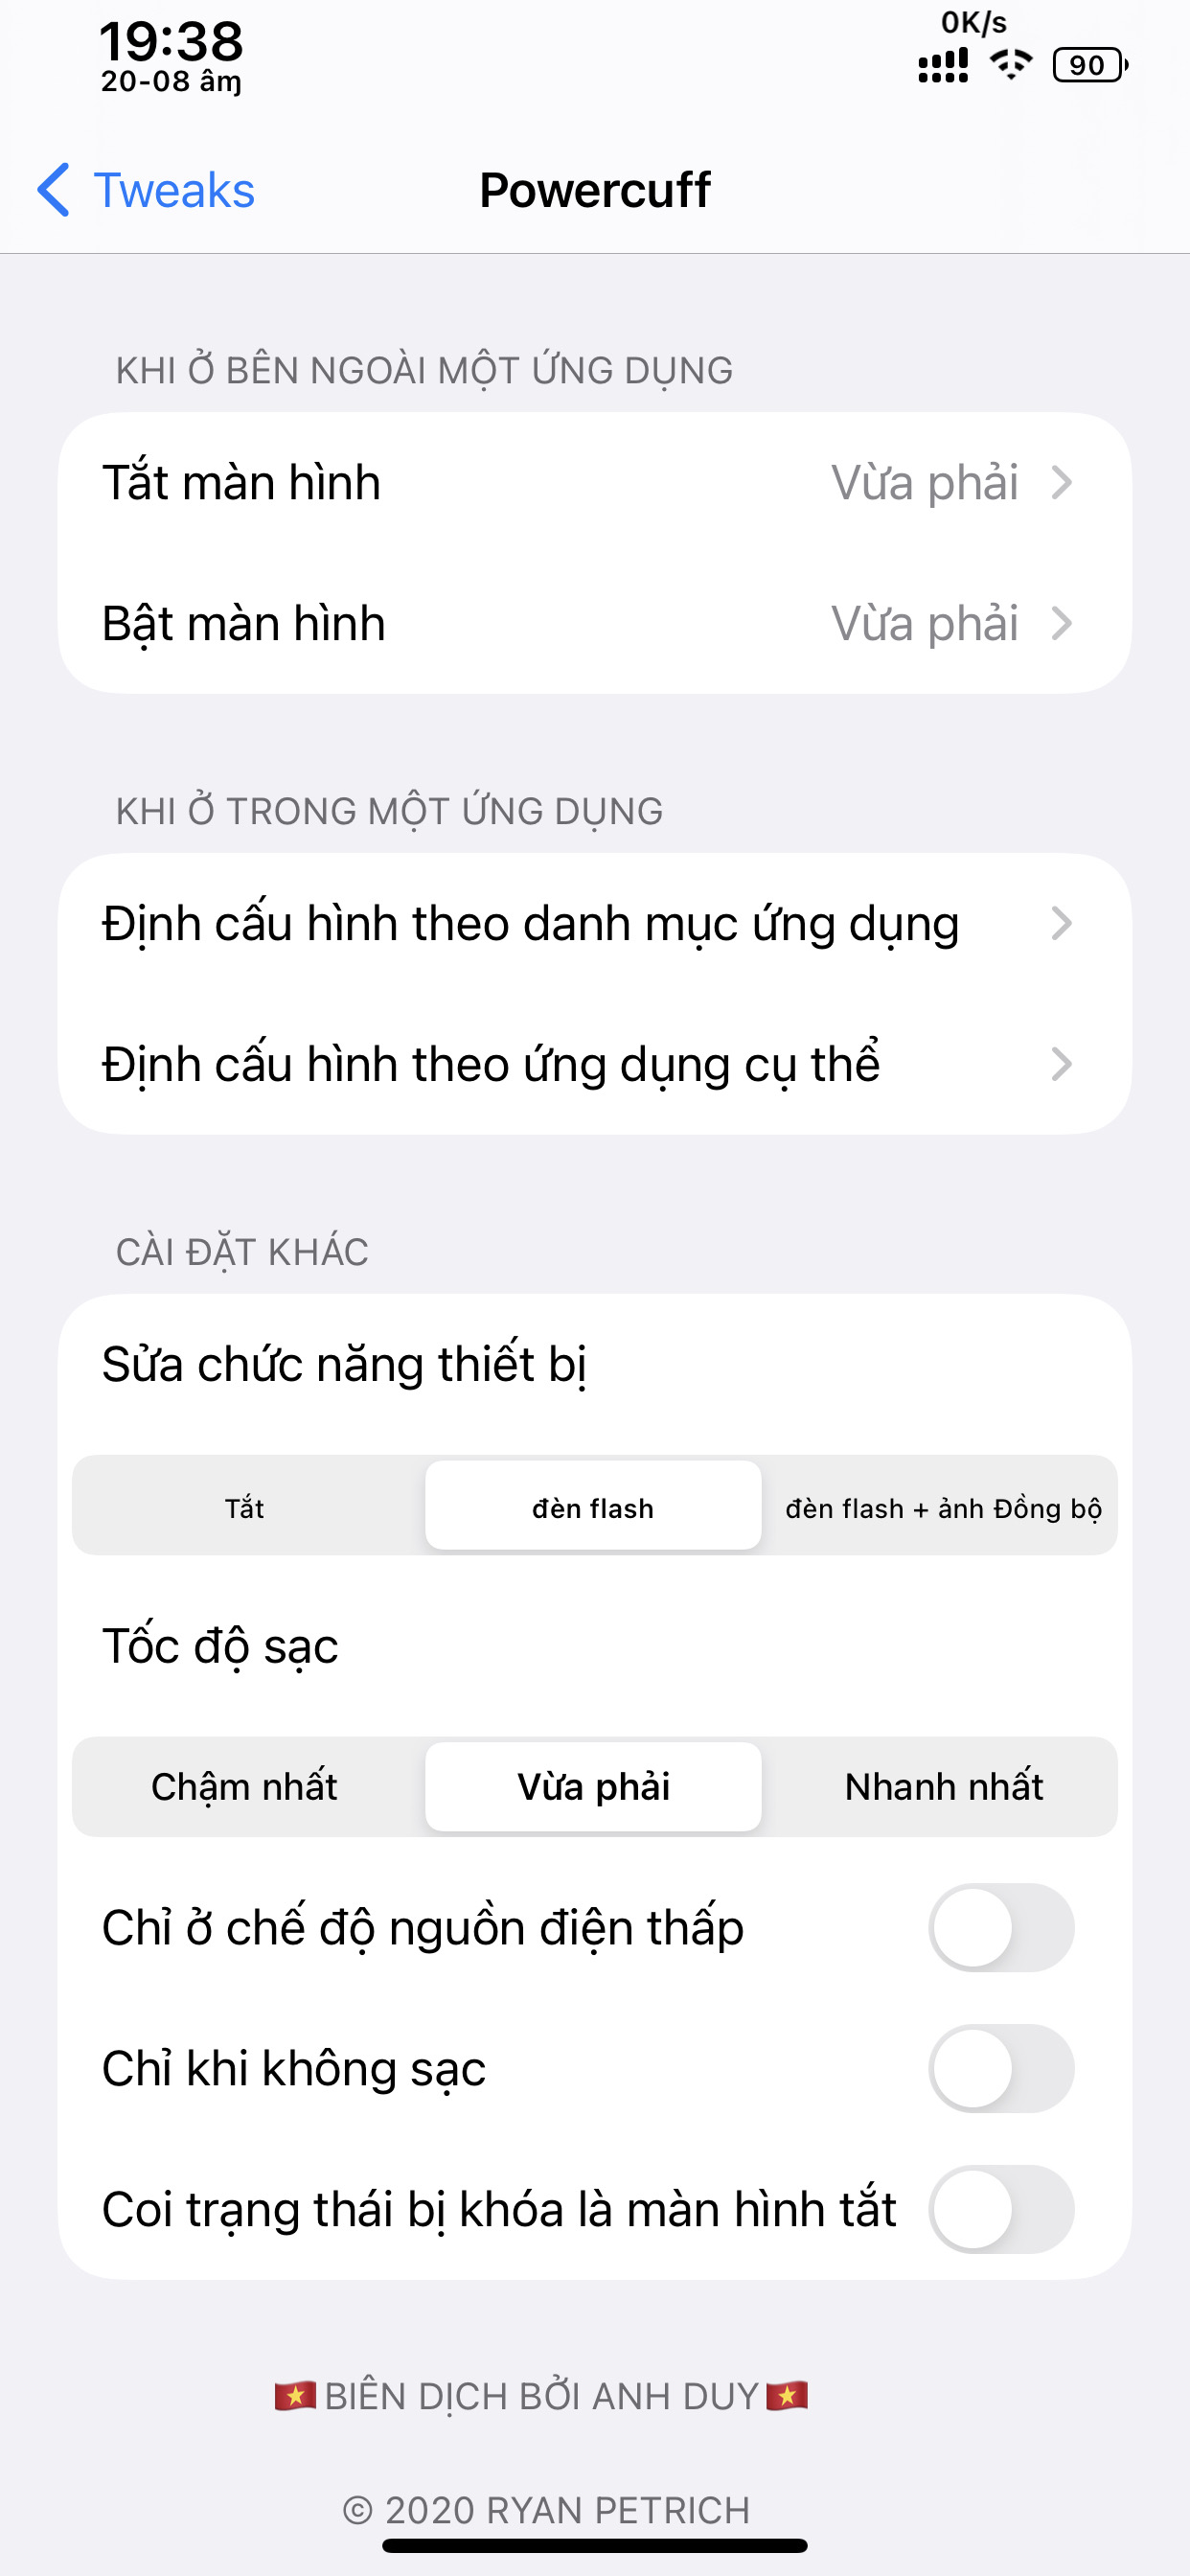 19:38
20-08 âm
0K/s
90
Tweaks
Powercuff
KHI Ở BÊN NGOÀI MỘT ỨNG DỤNG
Tắt màn hình
Vừa phải
Bật màn hình
Vừa phải
KHI Ở TRONG MỘT ỨNG DỤNG
Định cấu hình theo danh mục ứng dụng
Định cấu hình theo ứng dụng cụ thể
CÀI ĐẶT KHÁC
Sửa chức năng thiết bị
Tắt
đèn flash
đèn flash + ảnh Đồng bộ
Tốc độ sạc
Chậm nhất
Vừa phải
Nhanh nhất
Chỉ ở chế độ nguồn điện thấp
Chỉ khi không sạc
Coi trạng thái bị khóa là màn hình tắt
🇻🇳BIÊN DỊCH BỞI ANH DUY🇻🇳
© 2020 RYAN PETRICH